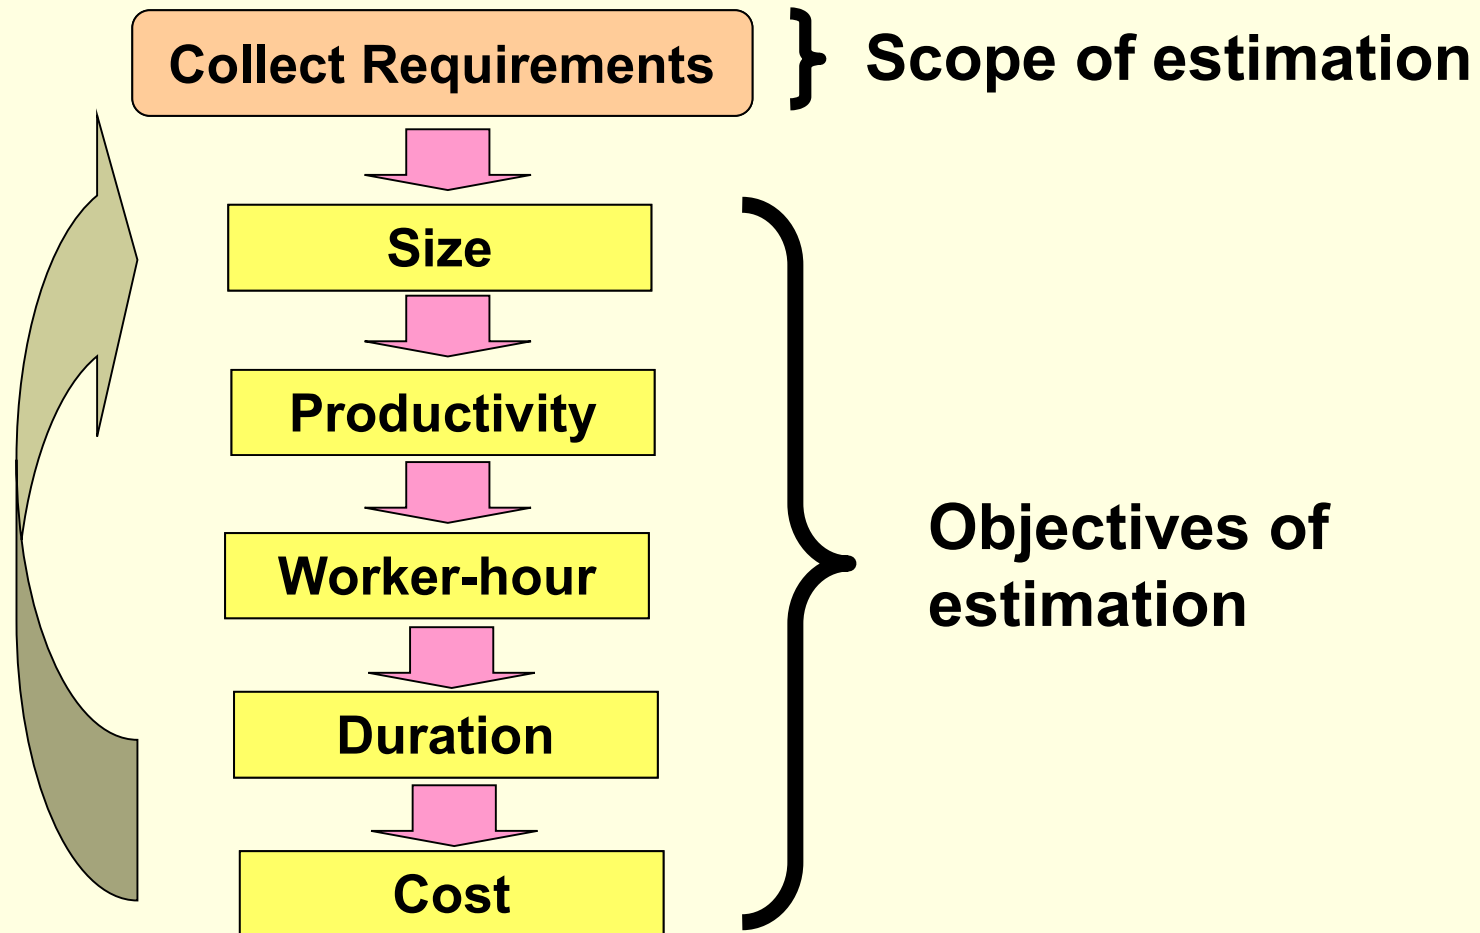 Collect Requirements
Scope of estimation
Size
Productivity
Worker-hour
Objectives of
estimation
Duration
Cost